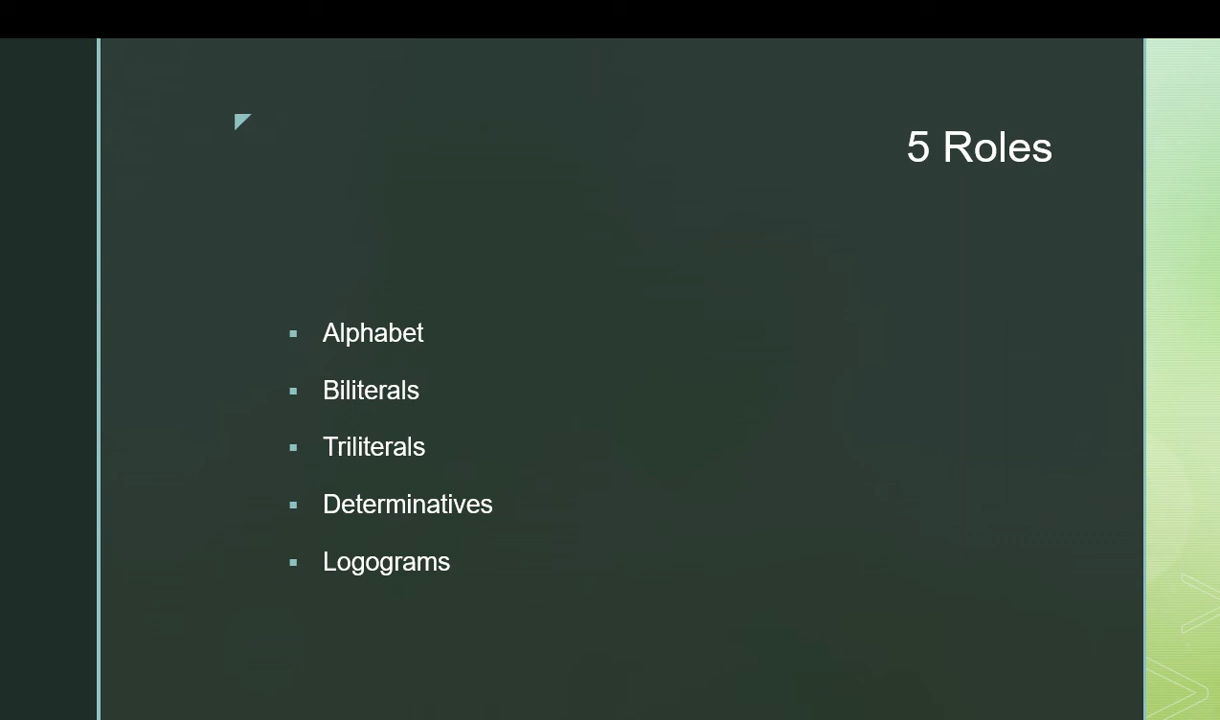 5 Roles
Alphabet
Biliterals
Triliterals
Determinatives
Logograms